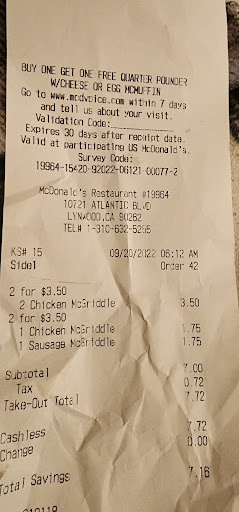 BUY ONE GET ONE FREE QUARTER POUNDER
W/CHEESE OR EGG MCMUFFIN
Go to www.mcdvoice.com within 7 days
and tell us about your visit.
Validation Code:
Expires 30 days after receipt date.
Valid at participating US McDonald's.
Survey Code:
19964-15420-92022-06121-00077-2
McDonald's Restaurant #19964
10721 ATLANTIC BLVD
LYNWOOD,CA 90262
TEL# 1-310-632-5255
KS# 15 09/20/2022 06:12 AM
Side1 Order 42
2 for $3.50
2 Chicken McGriddle 3.50
2 for $3.50
1 Chicken McGriddle 1.75
1 Sausage McGriddle 1.75
Subtotal 7.00
Tax 0.72
Take-Out Total 7.72
Cashless 7.72
Change 0.00
Total Savings 7.18